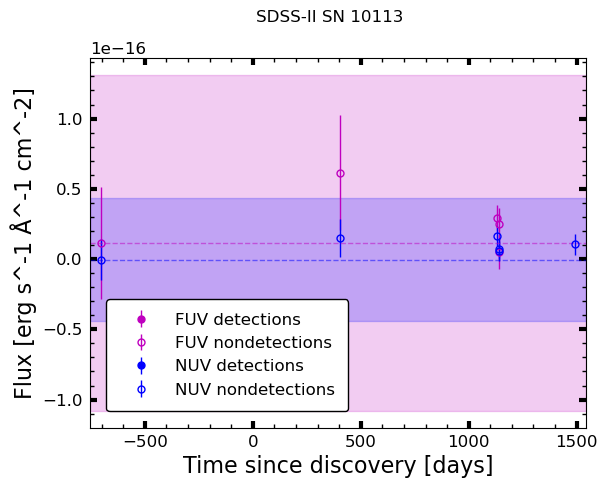 SDSS-II SN 10113
1e−16
Flux [erg s^-1 Å^-1 cm^-2]
1.0
0.5
0.0
−0.5
−1.0
FUV detections
FUV nondetections
NUV detections
NUV nondetections
−500 0 500 1000 1500
Time since discovery [days]